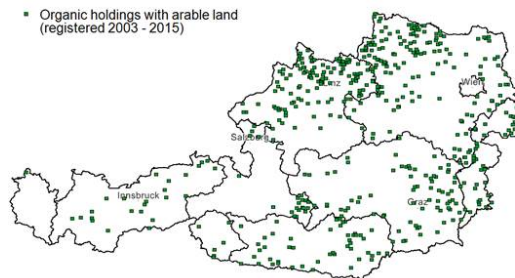 Organic holdings with arable land
(registered 2003 - 2015)
Linz
Wien
Salzburg
Innsbruck
Graz